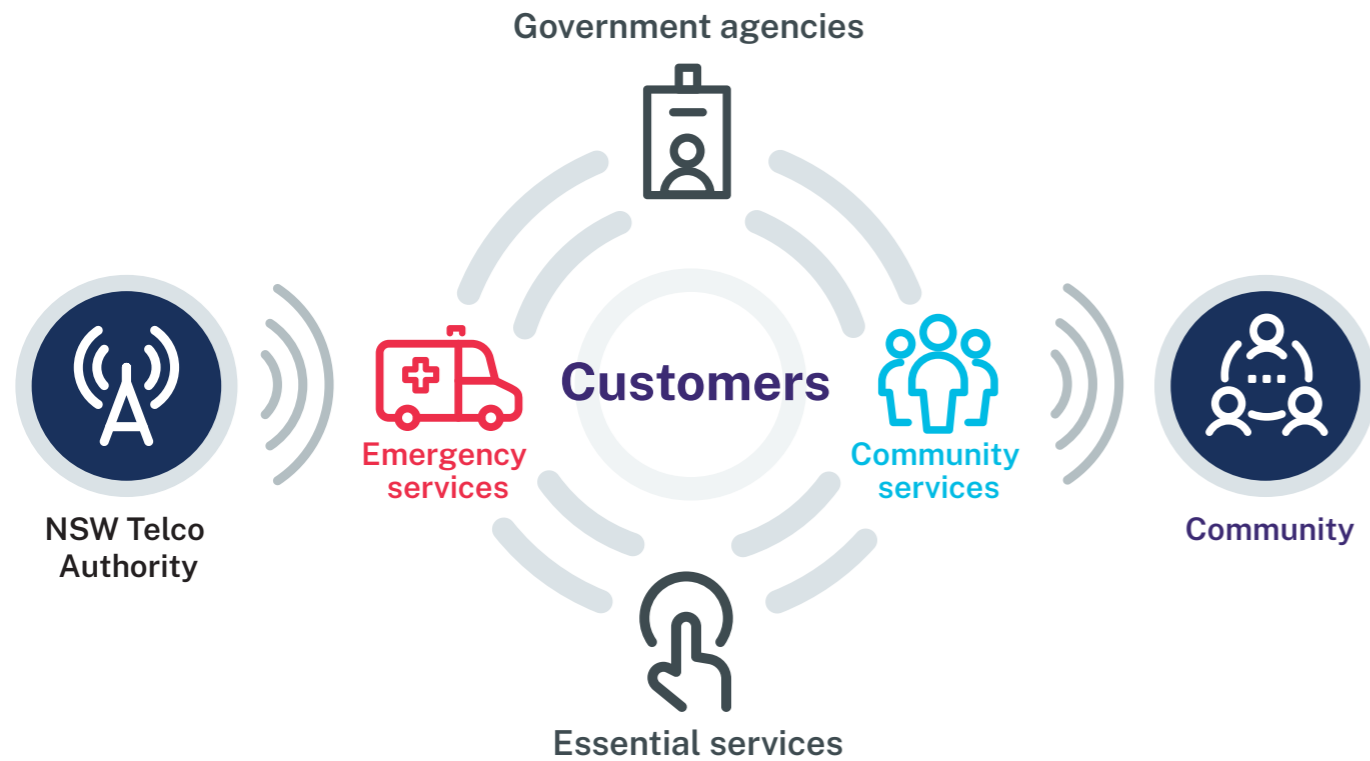 Government agencies
Customers
Emergency
services
Community
services
NSW Telco
Authority
Community
Essential services